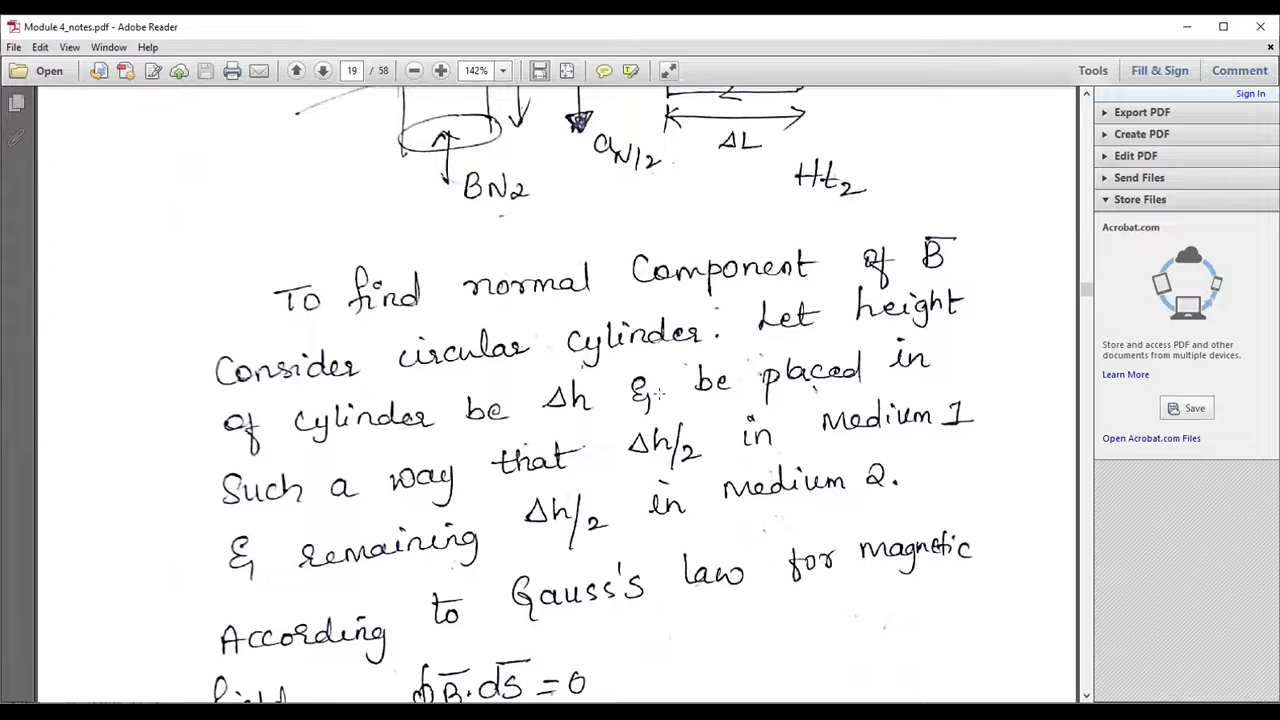 Module 4_notes.pdf - Adobe Reader
File Edit View Window Help
Open 19 / 58 142% Tools Fill & Sign Comment
Sign In
Export PDF
Create PDF
Edit PDF
Send Files
Store Files
Acrobat.com
Store and access PDF and other
documents from multiple devices.
Learn More
Save
Open Acrobat.com Files
ΔL
aN12
BN2
Ht2
To find normal Component of B̅
Consider circular cylinder. Let height
of cylinder be Δh & be placed in
Such a way that Δh/2 in medium 1
& remaining Δh/2 in medium 2.
According to Gauss's law for magnetic
∮B̅.dS̅ = 0